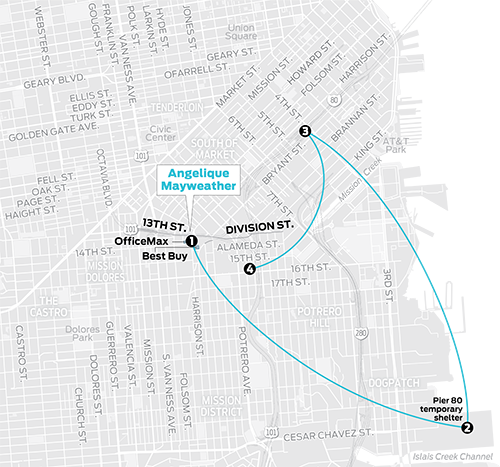 Union
Square
WEBSTER ST.
GOUGH ST.
FRANKLIN ST.
VAN NESS AVE.
POLK ST.
LARKIN ST.
HYDE ST.
GEARY ST.
OFARRELL ST.
GEARY BLVD.
MARKET ST.
MISSION ST.
HOWARD ST.
FOLSOM ST.
HARRISON ST.
ELLIS ST.
EDDY ST.
TURK ST.
GOLDEN GATE AVE.
TENDERLOIN
Civic
Center
4TH ST.
5TH ST.
6TH ST.
80
BRANNAN ST.
KING ST.
AT&T
Park
SOUTH OF
MARKET
3
BRYANT ST.
Mission Creek
101
OCTAVIA BLVD.
FELL ST.
OAK ST.
PAGE ST.
HAIGHT ST.
Angelique
Mayweather
7TH ST.
13TH ST.
DIVISION ST.
101
OfficeMax
1
Best Buy
ALAMEDA ST.
15TH ST.
14TH ST.
MISSION
DOLORES
4
16TH ST.
17TH ST.
3RD ST.
THE
CASTRO
Dolores
Park
HARRISON ST.
POTRERO AVE.
POTRERO
HILL
280
CASTRO ST.
CHURCH ST.
DOLORES ST.
GUERRERO ST.
VALENCIA ST.
MISSION ST.
S. VAN NESS AVE.
FOLSOM ST.
MISSION
DISTRICT
101
DOGPATCH
Pier 80
temporary
shelter
2
CESAR CHAVEZ ST.
Islais Creek Channel